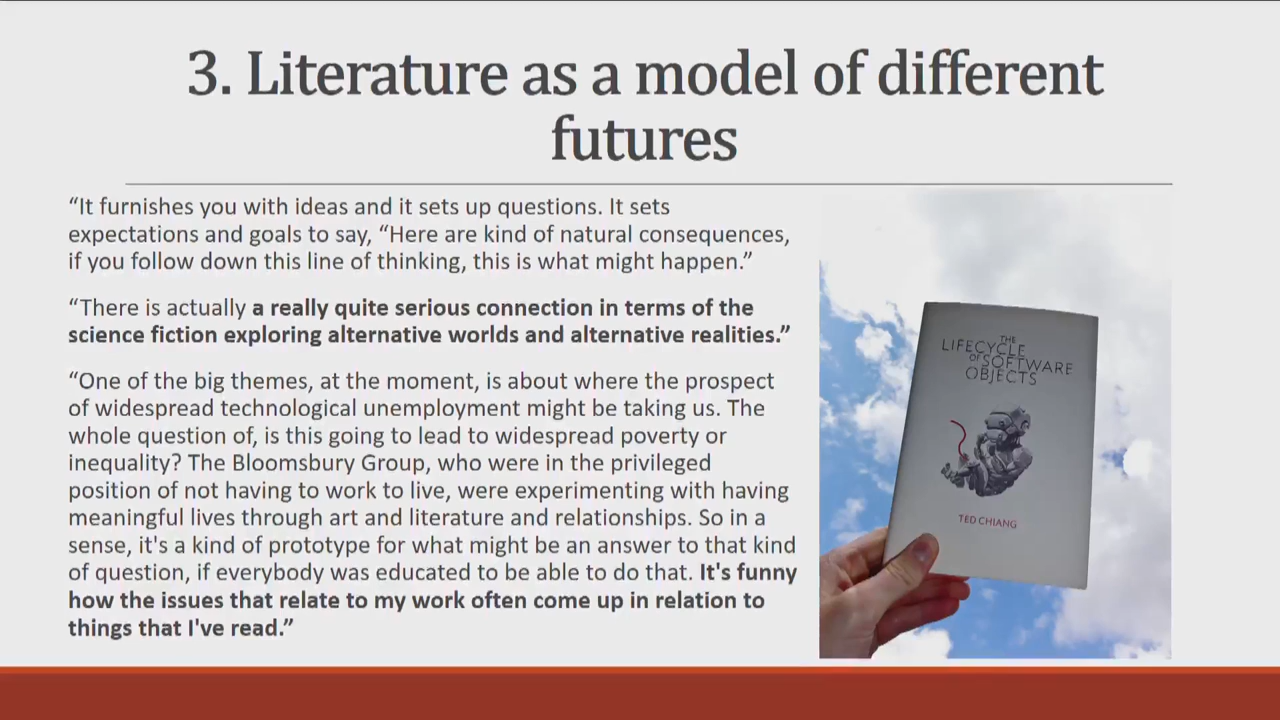 3. Literature as a model of different
futures
“It furnishes you with ideas and it sets up questions. It sets
expectations and goals to say, “Here are kind of natural consequences,
if you follow down this line of thinking, this is what might happen.”
“There is actually a really quite serious connection in terms of the
science fiction exploring alternative worlds and alternative realities.”
“One of the big themes, at the moment, is about where the prospect
of widespread technological unemployment might be taking us. The
whole question of, is this going to lead to widespread poverty or
inequality? The Bloomsbury Group, who were in the privileged
position of not having to work to live, were experimenting with having
meaningful lives through art and literature and relationships. So in a
sense, it's a kind of prototype for what might be an answer to that kind
of question, if everybody was educated to be able to do that. It's funny
how the issues that relate to my work often come up in relation to
things that I've read.”
THE
LIFECYCLE
OF SOFTWARE
OBJECTS
TED CHIANG